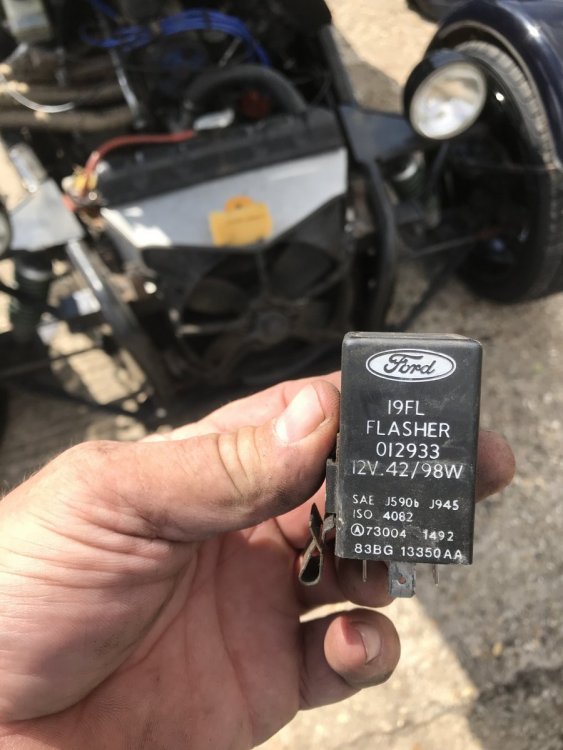 Ford
19FL
FLASHER
012933
12V.42/98W
SAE J590b J945
ISO 4082
Ⓐ73004 1492
83BG 13350AA